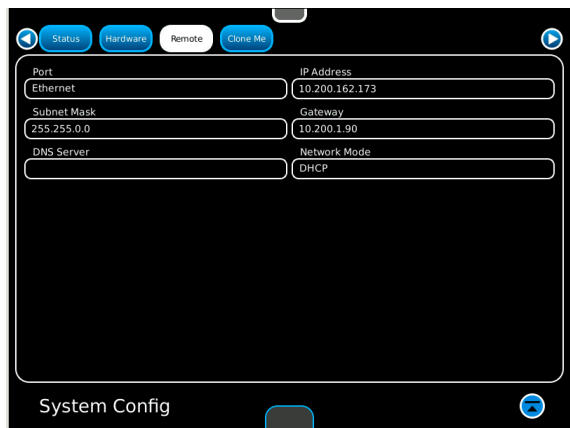 Status Hardware Remote Clone Me
Port IP Address
Ethernet 10.200.162.173
Subnet Mask Gateway
255.255.0.0 10.200.1.90
DNS Server Network Mode
DHCP
System Config